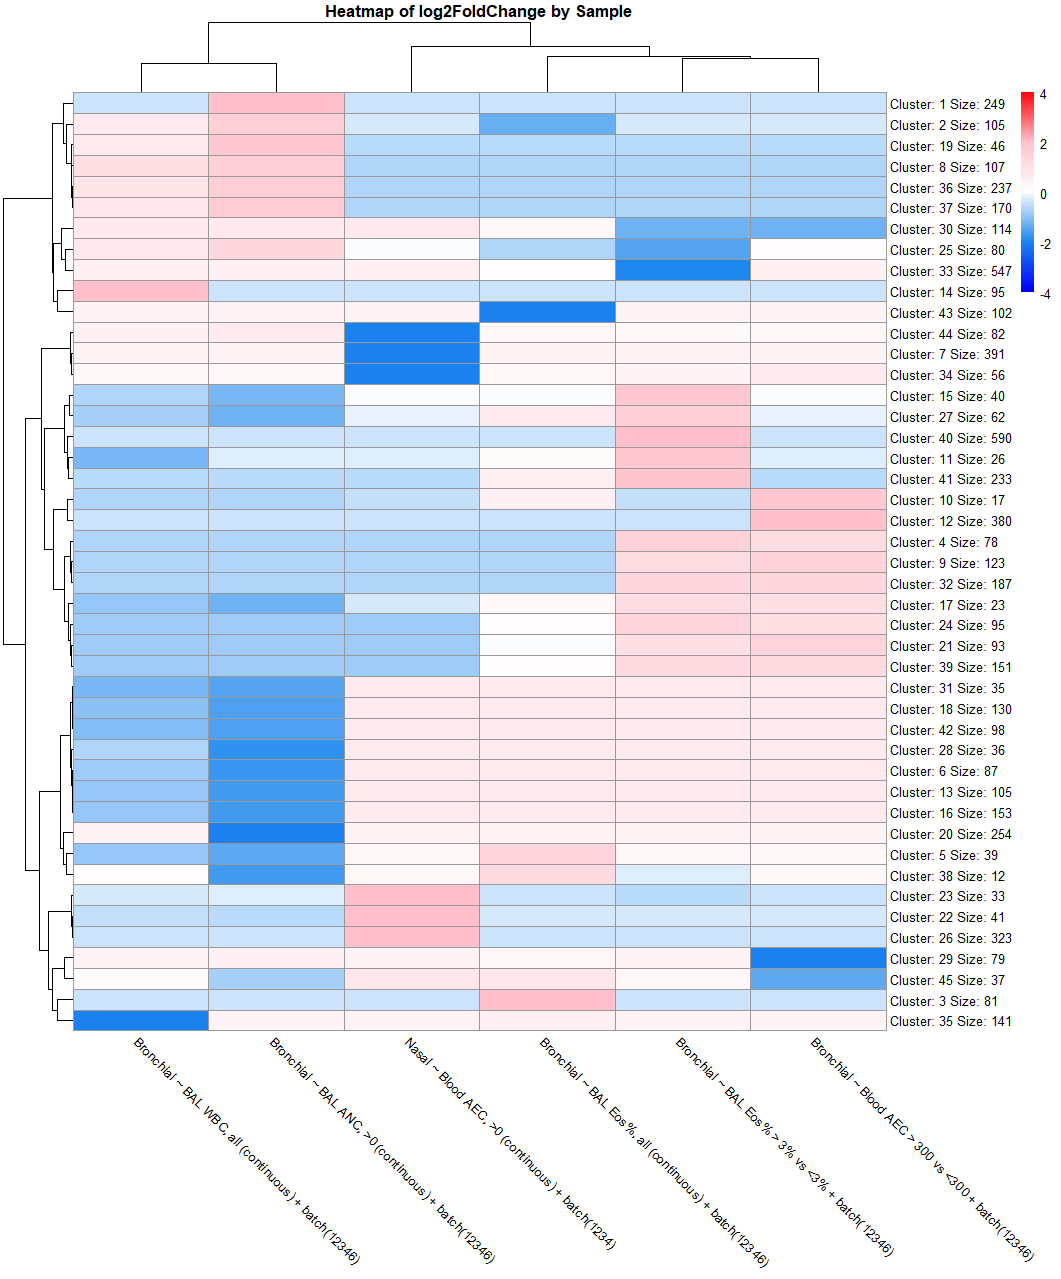 Heatmap of log2FoldChange by Sample
4
2
0
-2
-4
Cluster: 1 Size: 249
Cluster: 2 Size: 105
Cluster: 19 Size: 46
Cluster: 8 Size: 107
Cluster: 36 Size: 237
Cluster: 37 Size: 170
Cluster: 30 Size: 114
Cluster: 25 Size: 80
Cluster: 33 Size: 547
Cluster: 14 Size: 95
Cluster: 43 Size: 102
Cluster: 44 Size: 82
Cluster: 7 Size: 391
Cluster: 34 Size: 56
Cluster: 15 Size: 40
Cluster: 27 Size: 62
Cluster: 40 Size: 590
Cluster: 11 Size: 26
Cluster: 41 Size: 233
Cluster: 10 Size: 17
Cluster: 12 Size: 380
Cluster: 4 Size: 78
Cluster: 9 Size: 123
Cluster: 32 Size: 187
Cluster: 17 Size: 23
Cluster: 24 Size: 95
Cluster: 21 Size: 93
Cluster: 39 Size: 151
Cluster: 31 Size: 35
Cluster: 18 Size: 130
Cluster: 42 Size: 98
Cluster: 28 Size: 36
Cluster: 6 Size: 87
Cluster: 13 Size: 105
Cluster: 16 Size: 153
Cluster: 20 Size: 254
Cluster: 5 Size: 39
Cluster: 38 Size: 12
Cluster: 23 Size: 33
Cluster: 22 Size: 41
Cluster: 26 Size: 323
Cluster: 29 Size: 79
Cluster: 45 Size: 37
Cluster: 3 Size: 81
Cluster: 35 Size: 141
Bronchial ~ BAL WBC, all (continuous) + batch(12346)
Bronchial ~ BAL ANC, >0 (continuous) + batch(12346)
Nasal ~ Blood AEC, >0 (continuous) + batch(1234)
Bronchial ~ BAL Eos %, all (continuous) + batch(12346)
Bronchial ~ BAL Eos % > 3% vs <3% + batch(12346)
Bronchial ~ Blood AEC > 300 vs <300 + batch(12346)